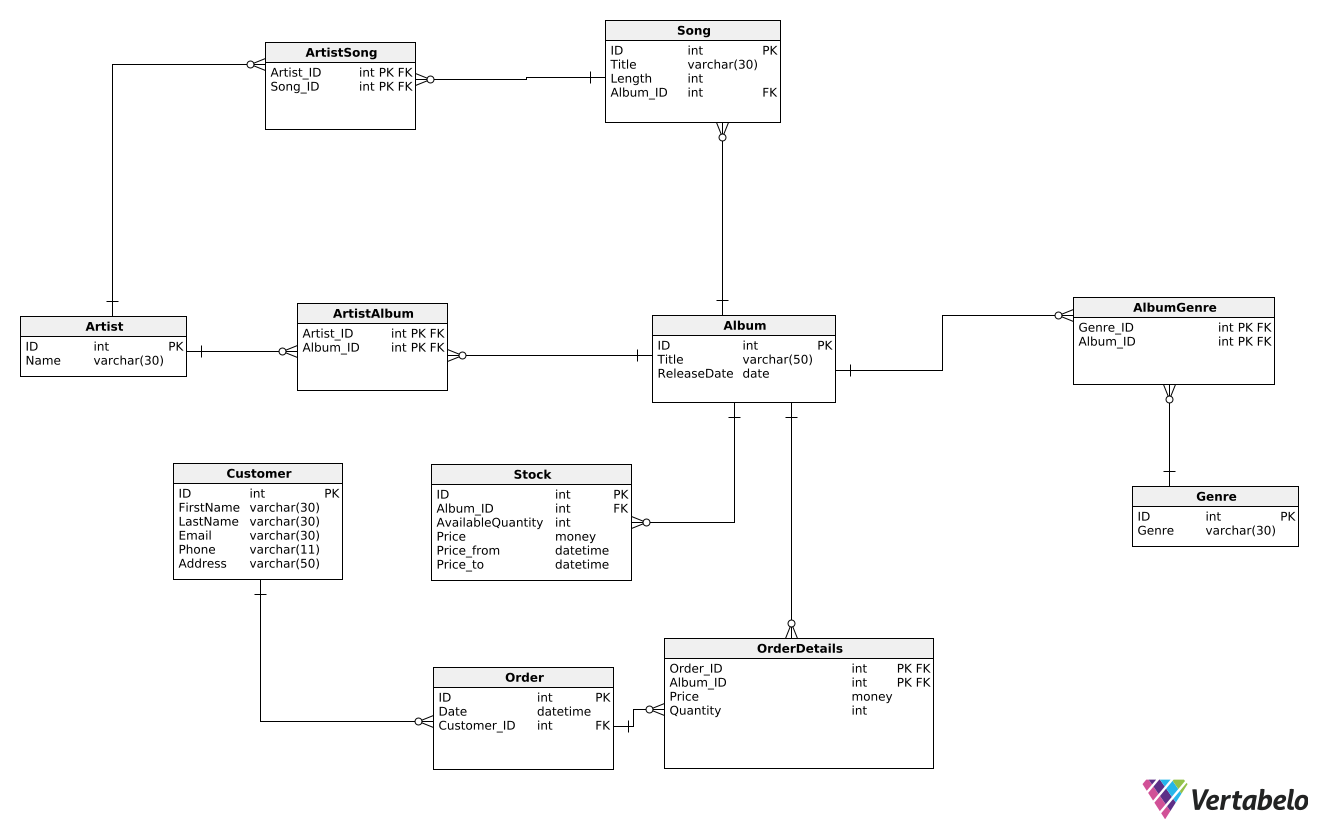 Song
ID int PK
Title varchar(30)
Length int
Album_ID int FK
ArtistSong
Artist_ID int PK FK
Song_ID int PK FK
Artist
ID int PK
Name varchar(30)
ArtistAlbum
Artist_ID int PK FK
Album_ID int PK FK
Album
ID int PK
Title varchar(50)
ReleaseDate date
AlbumGenre
Genre_ID int PK FK
Album_ID int PK FK
Customer
ID int PK
FirstName varchar(30)
LastName varchar(30)
Email varchar(30)
Phone varchar(11)
Address varchar(50)
Stock
ID int PK
Album_ID int FK
AvailableQuantity int
Price money
Price_from datetime
Price_to datetime
Genre
ID int PK
Genre varchar(30)
Order
ID int PK
Date datetime
Customer_ID int FK
OrderDetails
Order_ID int PK FK
Album_ID int PK FK
Price money
Quantity int
Vertabelo